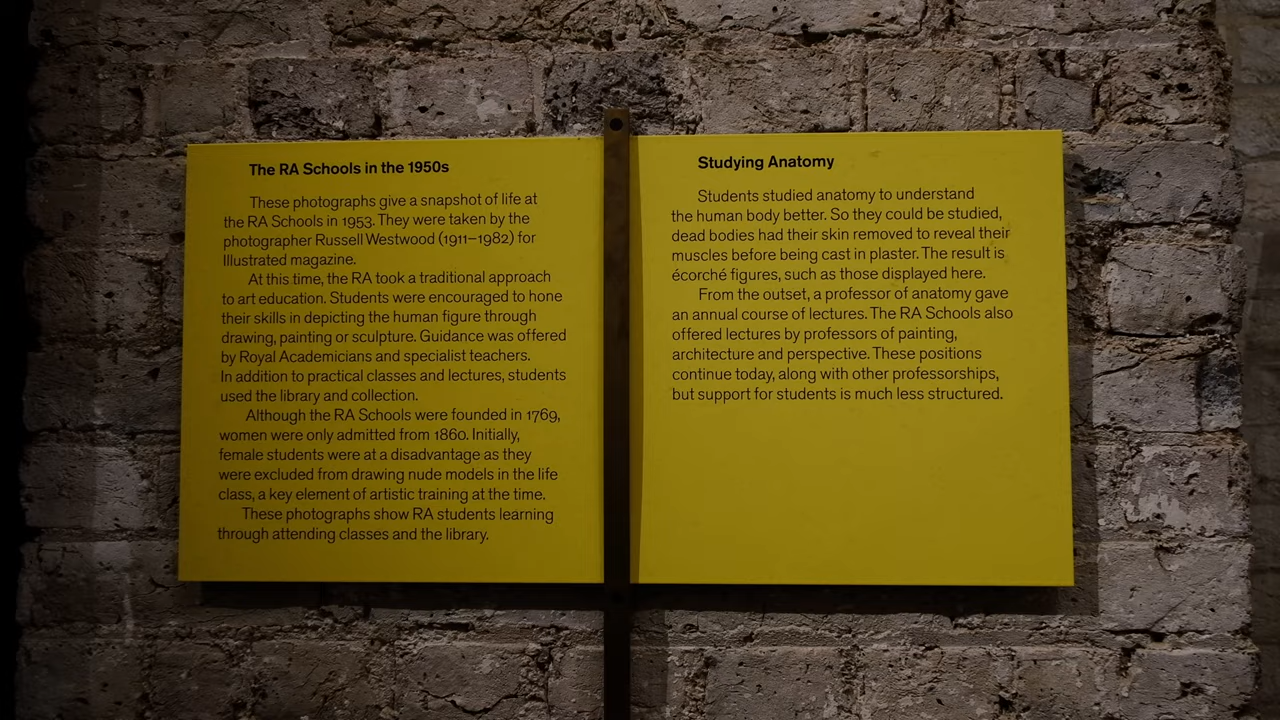 The RA Schools in the 1950s
These photographs give a snapshot of life at
the RA Schools in 1953. They were taken by the
photographer Russell Westwood (1911–1982) for
Illustrated magazine.
At this time, the RA took a traditional approach
to art education. Students were encouraged to hone
their skills in depicting the human figure through
drawing, painting or sculpture. Guidance was offered
by Royal Academicians and specialist teachers.
In addition to practical classes and lectures, students
used the library and collection.
Although the RA Schools were founded in 1769,
women were only admitted from 1860. Initially,
female students were at a disadvantage as they
were excluded from drawing nude models in the life
class, a key element of artistic training at the time.
These photographs show RA students learning
through attending classes and the library.
Studying Anatomy
Students studied anatomy to understand
the human body better. So they could be studied,
dead bodies had their skin removed to reveal their
muscles before being cast in plaster. The result is
écorché figures, such as those displayed here.
From the outset, a professor of anatomy gave
an annual course of lectures. The RA Schools also
offered lectures by professors of painting,
architecture and perspective. These positions
continue today, along with other professorships,
but support for students is much less structured.